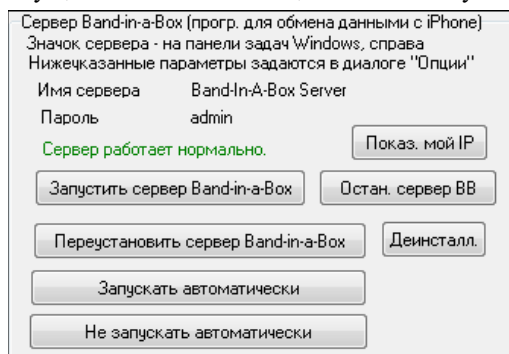 Сервер Band-in-a-Box (прогр. для обмена данными с iPhone)
Значок сервера - на панели задач Windows, справа
Нижеуказанные параметры задаются в диалоге "Опции"
Имя сервера Band-In-A-Box Server
Пароль admin
Сервер работает нормально.
Показ. мой IP
Запустить сервер Band-in-a-Box Остан. сервер BB
Переустановить сервер Band-in-a-Box Деинсталл.
Запускать автоматически
Не запускать автоматически